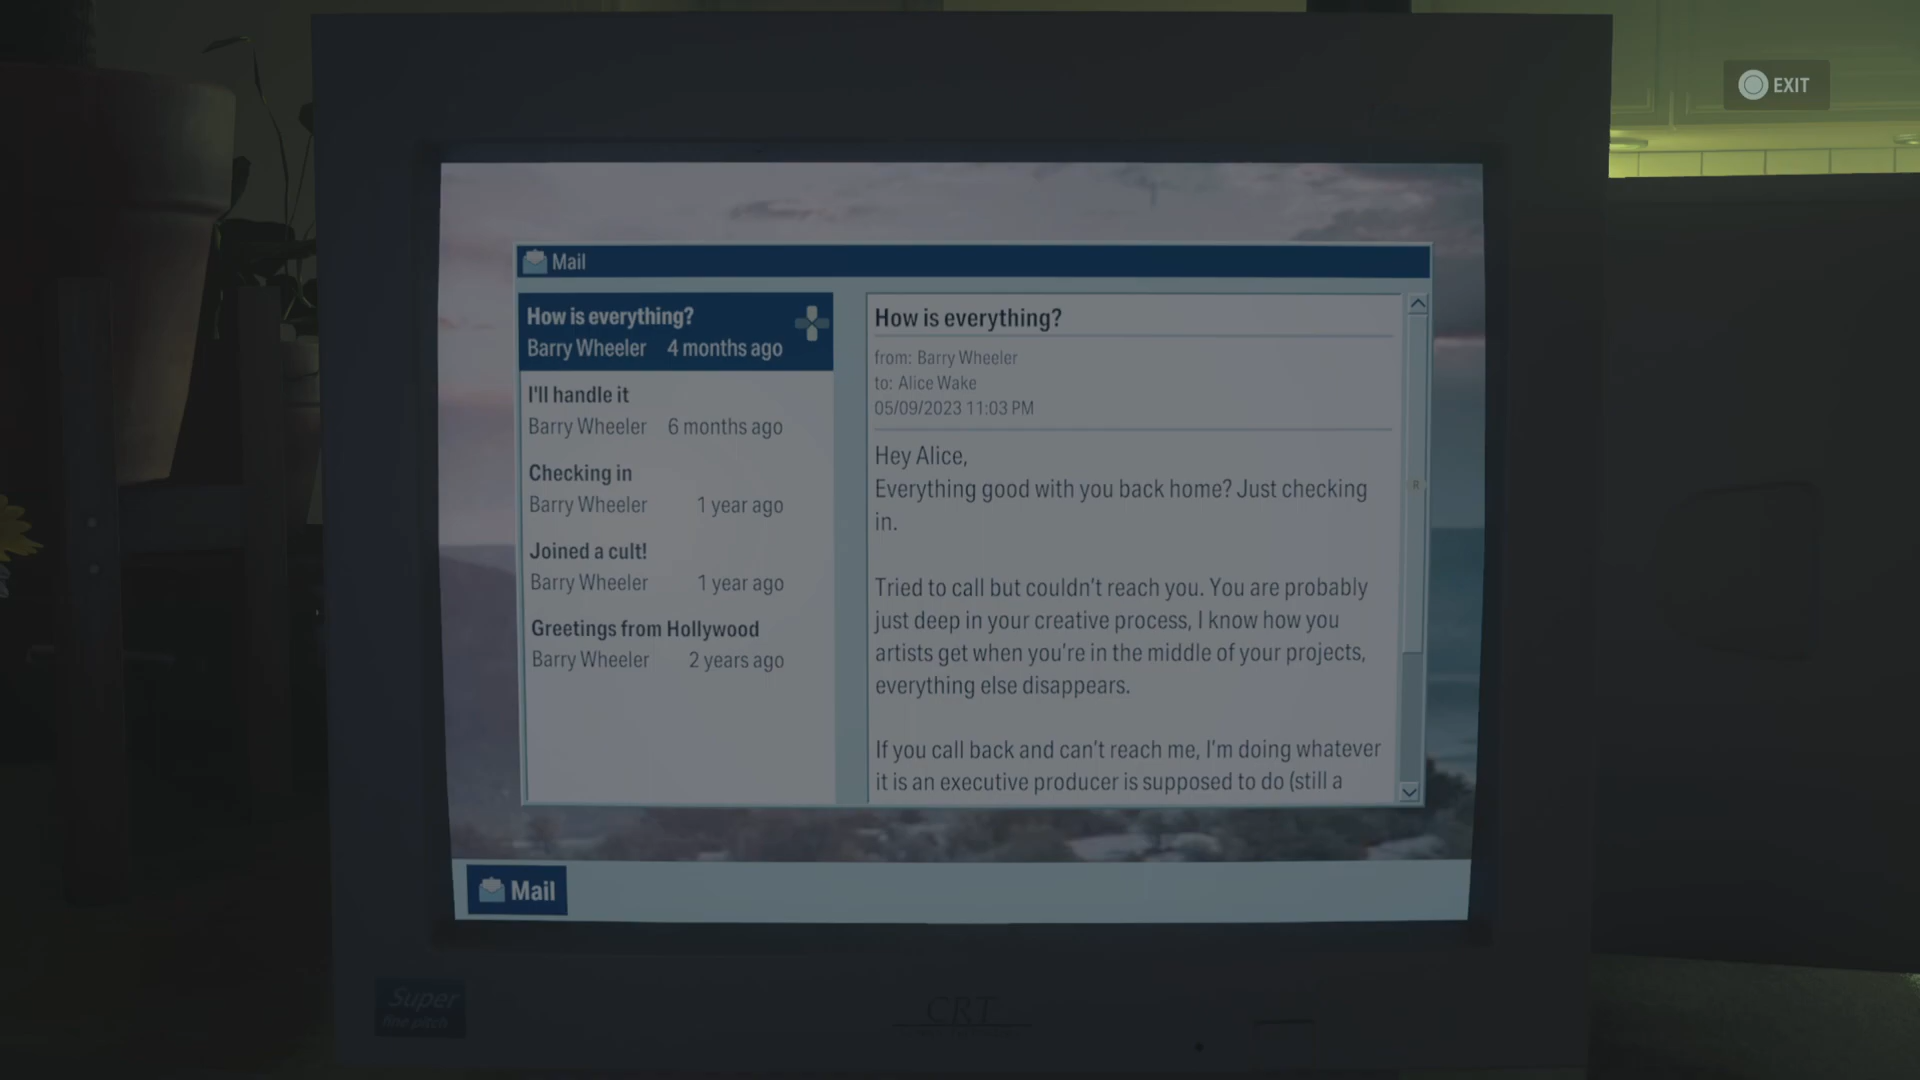 EXIT
Mail
How is everything?
Barry Wheeler 4 months ago
I'll handle it
Barry Wheeler 6 months ago
Checking in
Barry Wheeler 1 year ago
Joined a cult!
Barry Wheeler 1 year ago
Greetings from Hollywood
Barry Wheeler 2 years ago
How is everything?
from: Barry Wheeler
to: Alice Wake
05/09/2023 11:03 PM
Hey Alice,
Everything good with you back home? Just checking
in.
Tried to call but couldn't reach you. You are probably
just deep in your creative process, I know how you
artists get when you're in the middle of your projects,
everything else disappears.
If you call back and can't reach me, I'm doing whatever
it is an executive producer is supposed to do (still a
R
Mail
Super
fine pitch
CRT